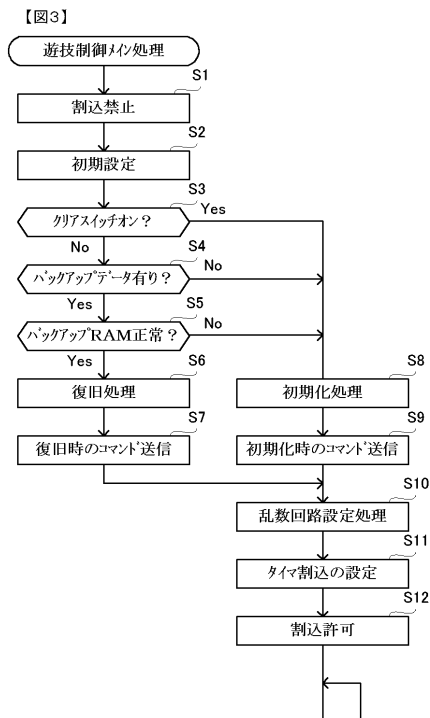 【図3】
遊技制御メイン処理
S1
割込禁止
S2
初期設定
S3
クリアスイッチオン?
Yes
No
S4
バックアップデータ有り?
No
Yes
S5
バックアップRAM正常?
No
Yes
S6
復旧処理
S8
初期化処理
S7
復旧時のコマンド送信
S9
初期化時のコマンド送信
S10
乱数回路設定処理
S11
タイマ割込の設定
S12
割込許可